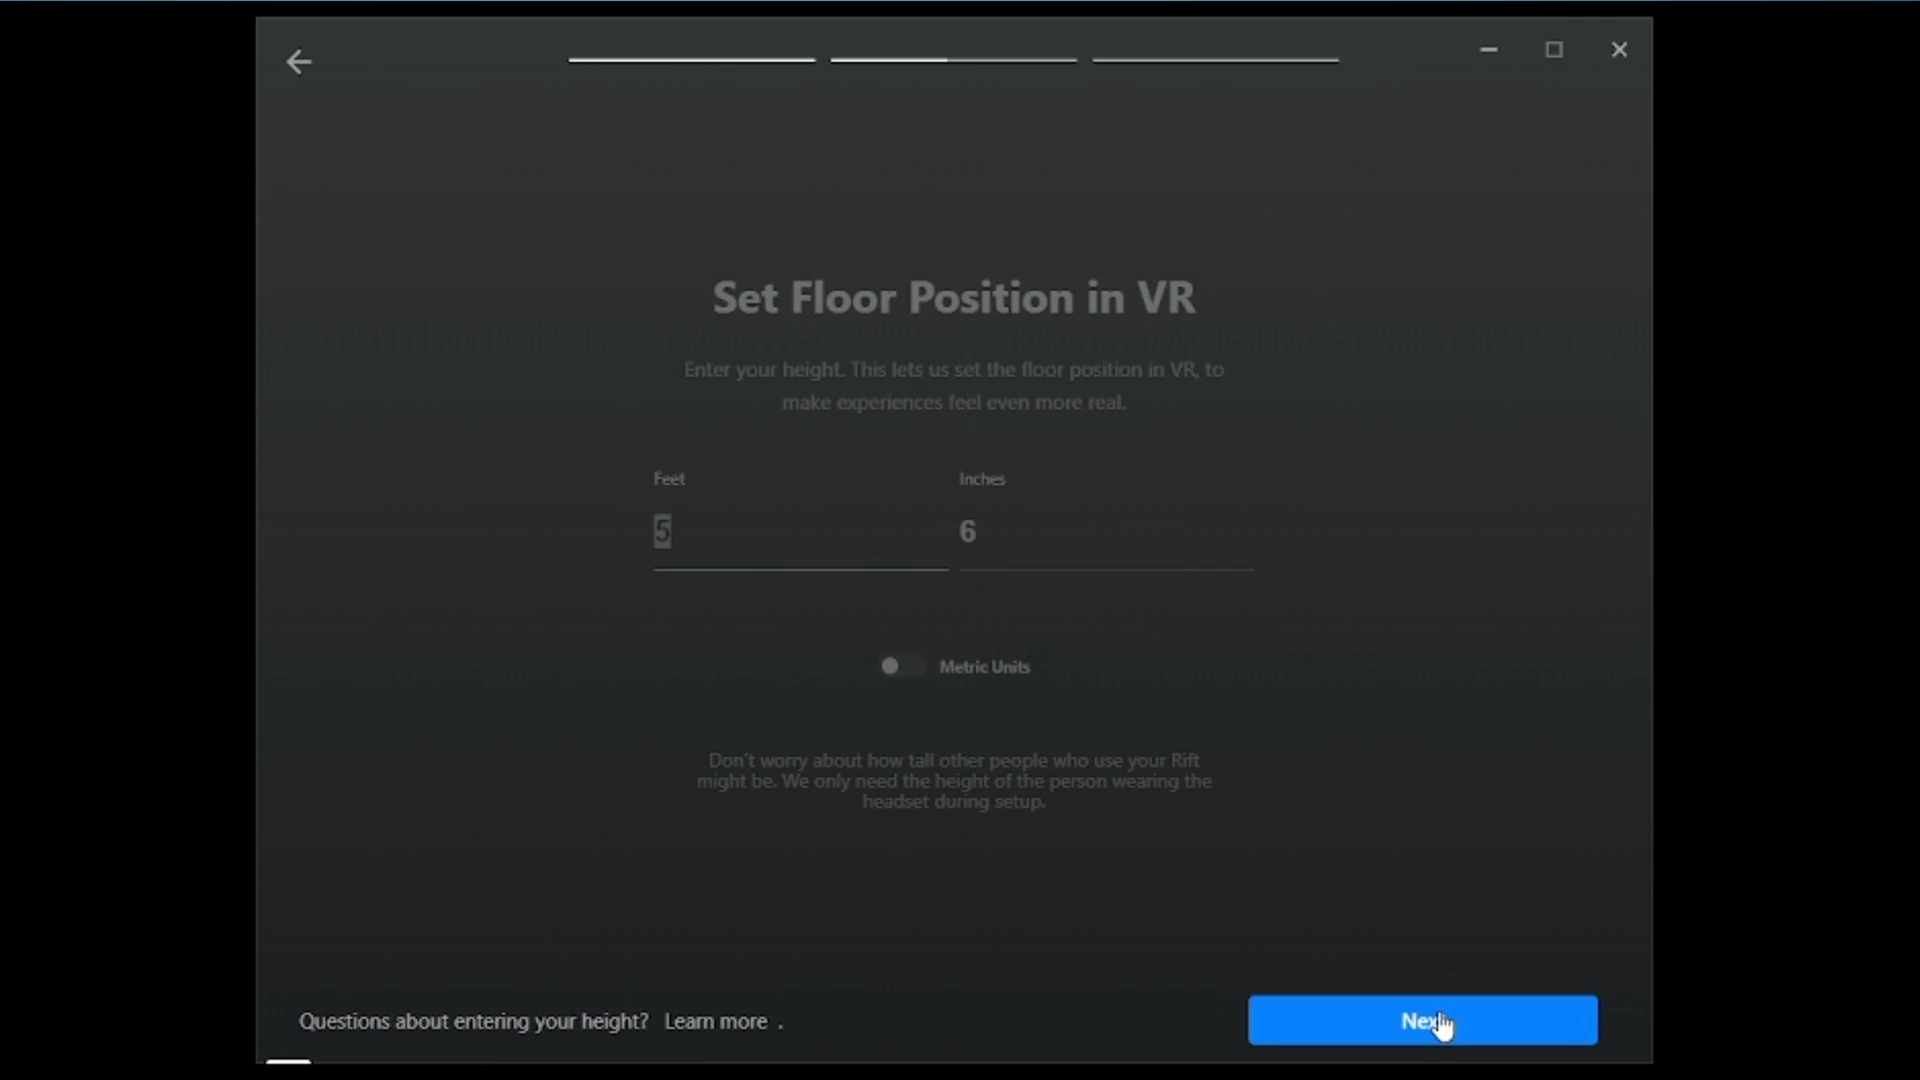 Set Floor Position in VR
Enter your height. This lets us set the floor position in VR, to
make experiences feel even more real.
Feet Inches
5 6
Metric Units
Don't worry about how tall other people who use your Rift
might be. We only need the height of the person wearing the
headset during setup.
Questions about entering your height? Learn more .
Next